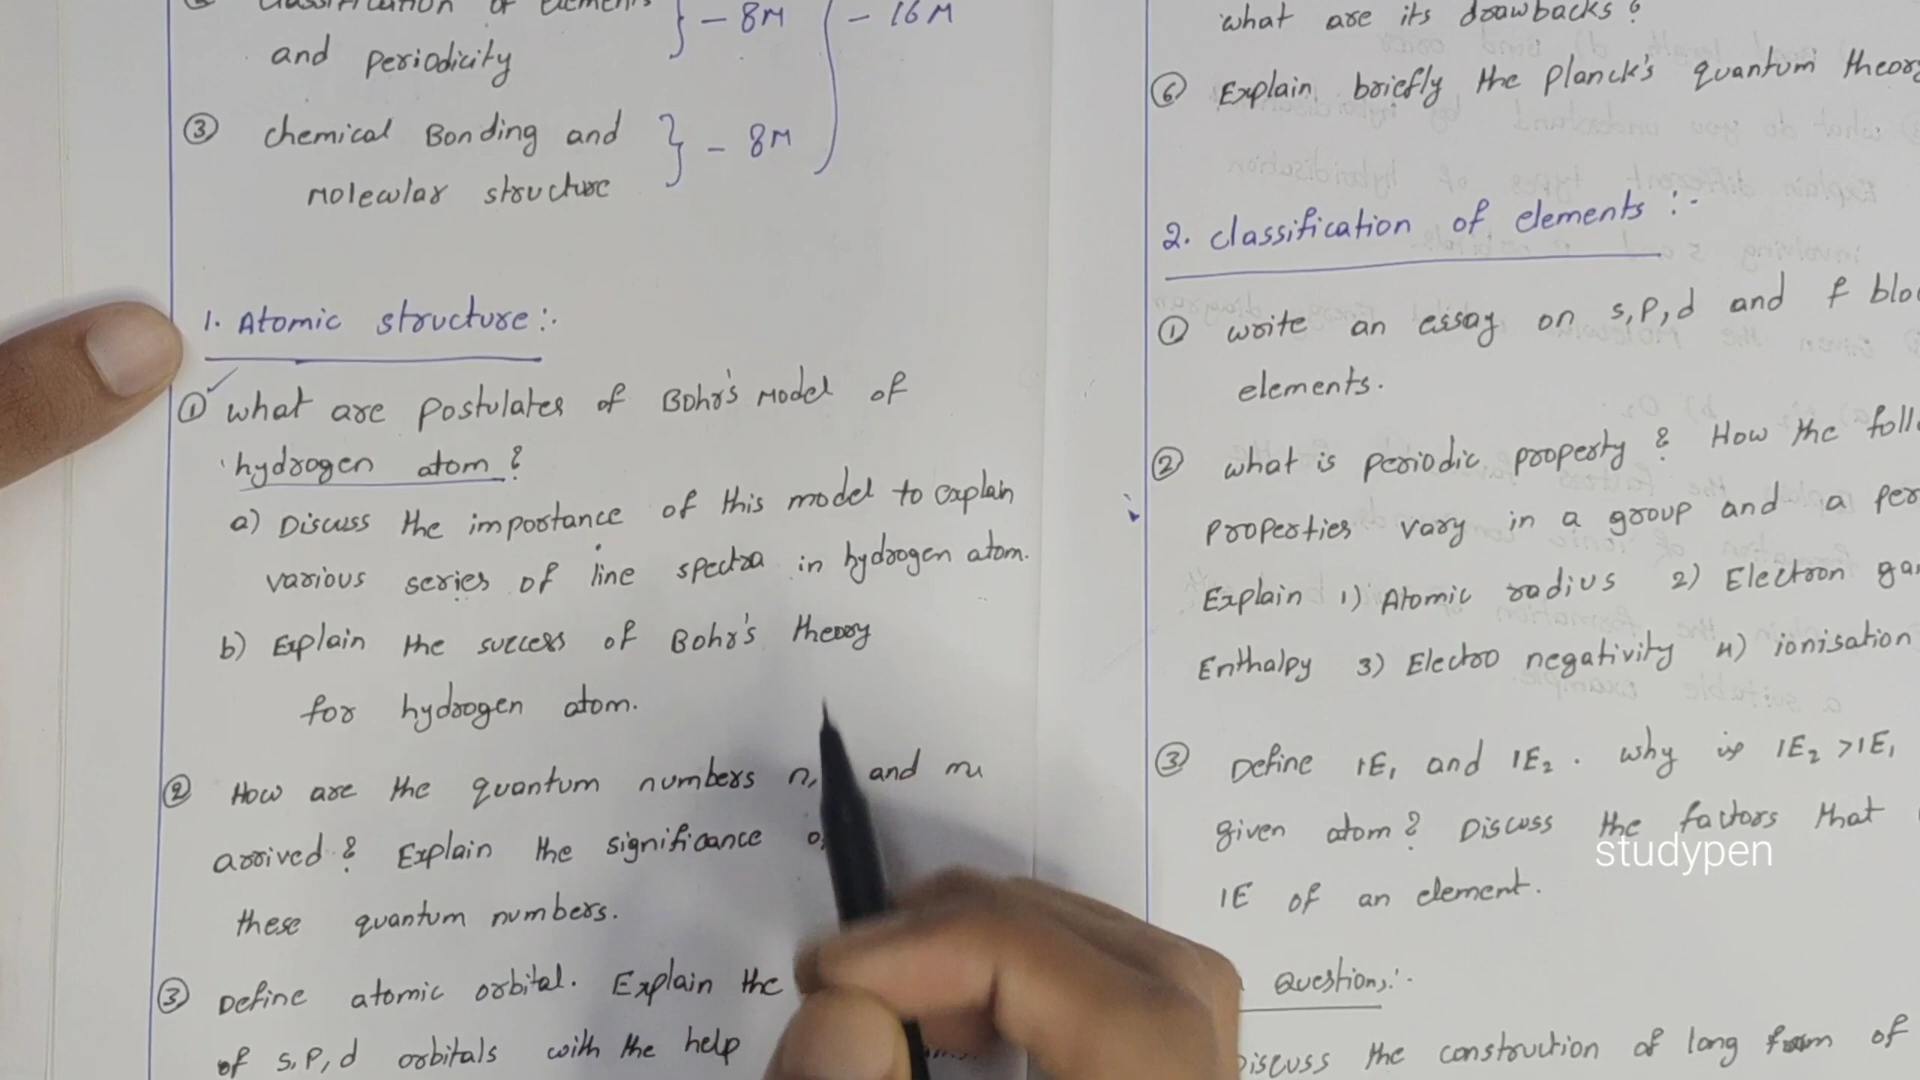 classification of elements
and periodicity
} - 8M
- 16M
③ chemical Bonding and
molecular structure
} - 8M
1. Atomic structure:-
① what are postulates of Bohr's Model of
hydrogen atom?
a) Discuss the importance of this model to explain
various series of line spectra in hydrogen atom.
b) Explain the success of Bohr's theory
for hydrogen atom.
② How are the quantum numbers n, and
arrived? Explain the significance
these quantum numbers.
③ Define atomic orbital. Explain the
of s, p, d orbitals with the help
what are its drawbacks?
⑥ Explain briefly the Planck's quantum theory
2. classification of elements :-
① write an essay on s, p, d and f
elements.
② what is periodic property? How the
properties vary in a group and a
Explain 1) Atomic radius 2) Electron
Enthalpy 3) Electro negativity 4) ionisation
③ Define IE₁ and IE₂. why is IE₂ > IE₁
given atom? Discuss the factors that
IE of an element.
Questions:-
Discuss the construction of long form of
studypen